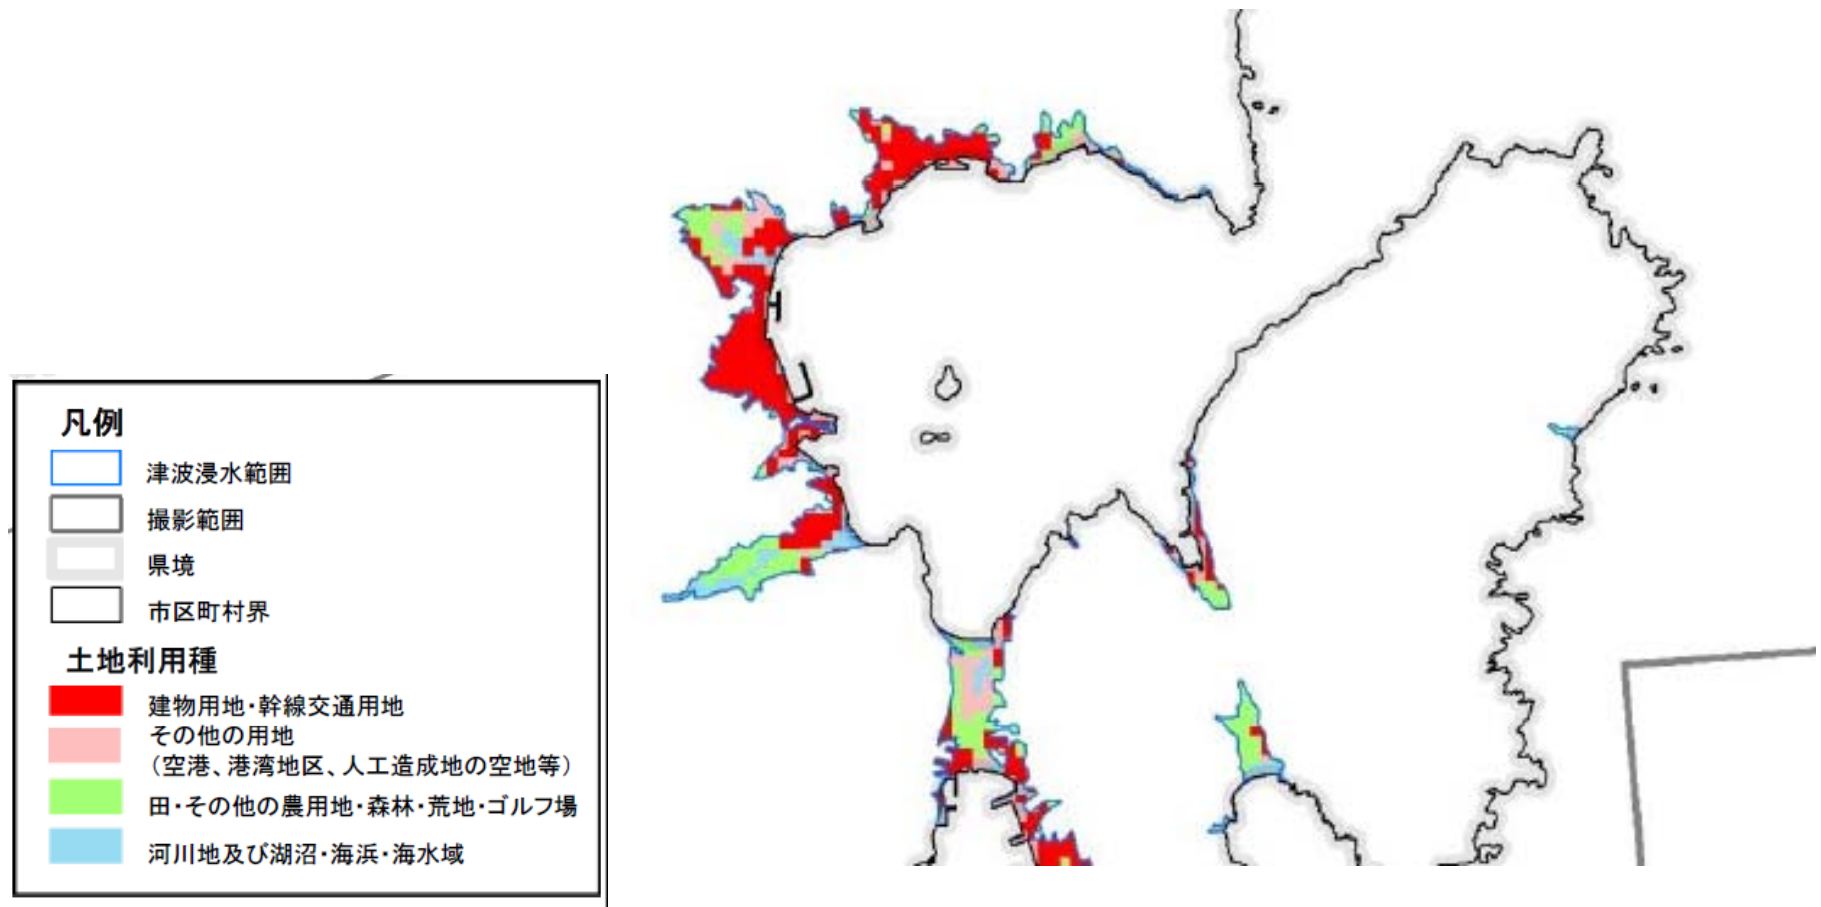 凡例
津波浸水範囲
撮影範囲
県境
市区町村界
土地利用種
建物用地・幹線交通用地
その他の用地
（空港、港湾地区、人工造成地の空地等）
田・その他の農用地・森林・荒地・ゴルフ場
河川地及び湖沼・海浜・海水域